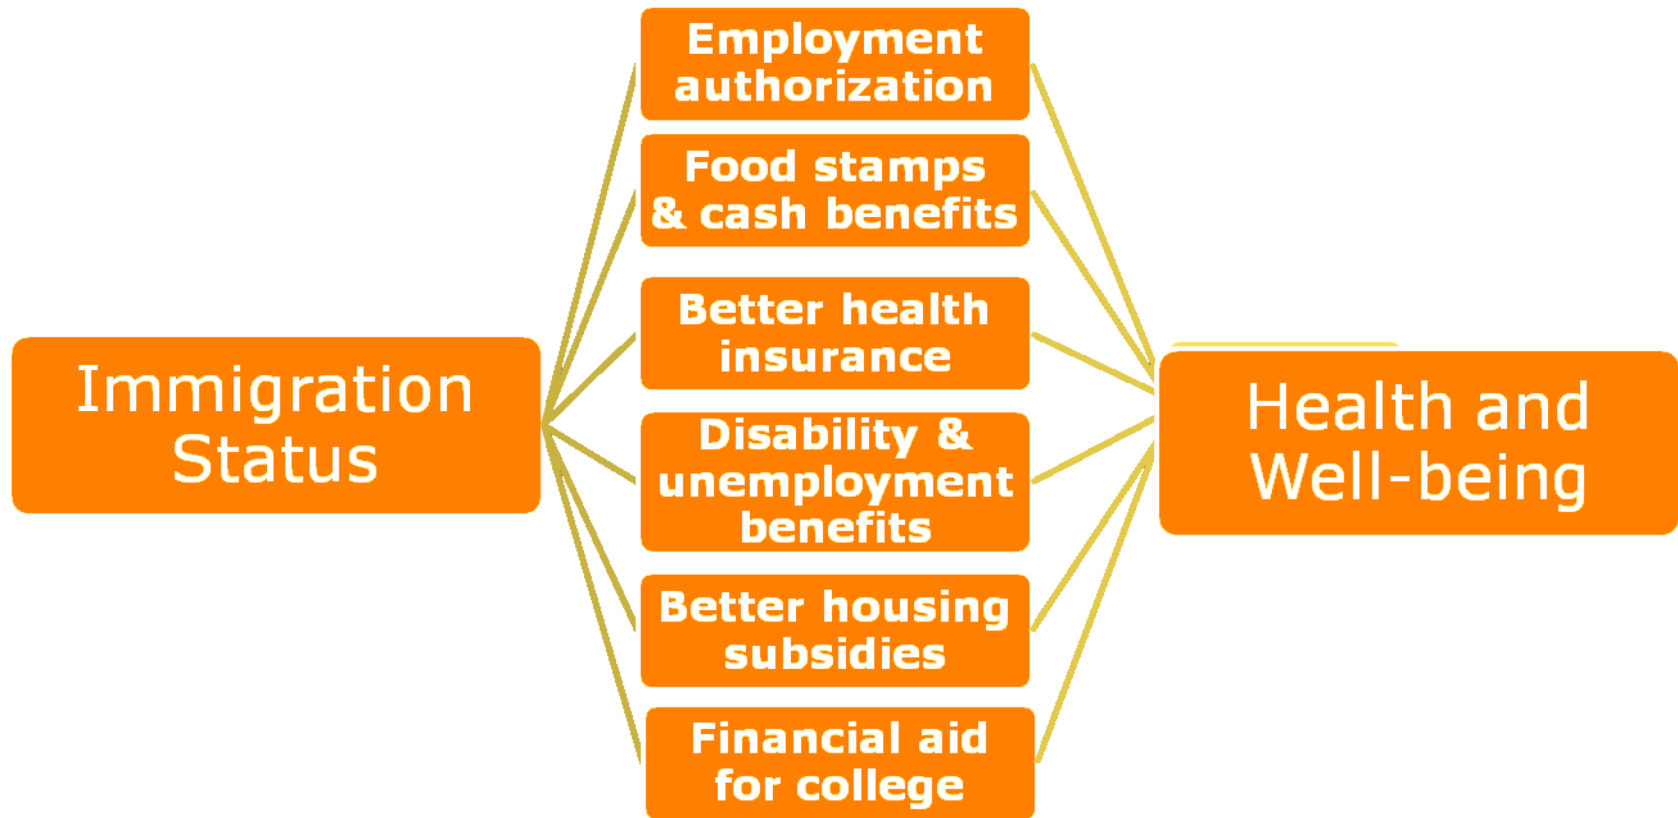 Employment
authorization
Food stamps
& cash benefits
Better health
insurance
Immigration
Status
Disability &
unemployment
benefits
Health and
Well-being
Better housing
subsidies
Financial aid
for college